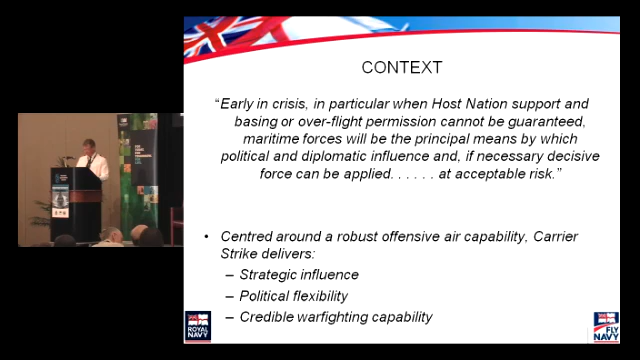 CONTEXT
“Early in crisis, in particular when Host Nation support and
basing or over-flight permission cannot be guaranteed,
maritime forces will be the principal means by which
political and diplomatic influence and, if necessary decisive
force can be applied. . . . . . at acceptable risk.”
• Centred around a robust offensive air capability, Carrier
Strike delivers:
– Strategic influence
– Political flexibility
– Credible warfighting capability
ROYAL
NAVY
FLY
NAVY